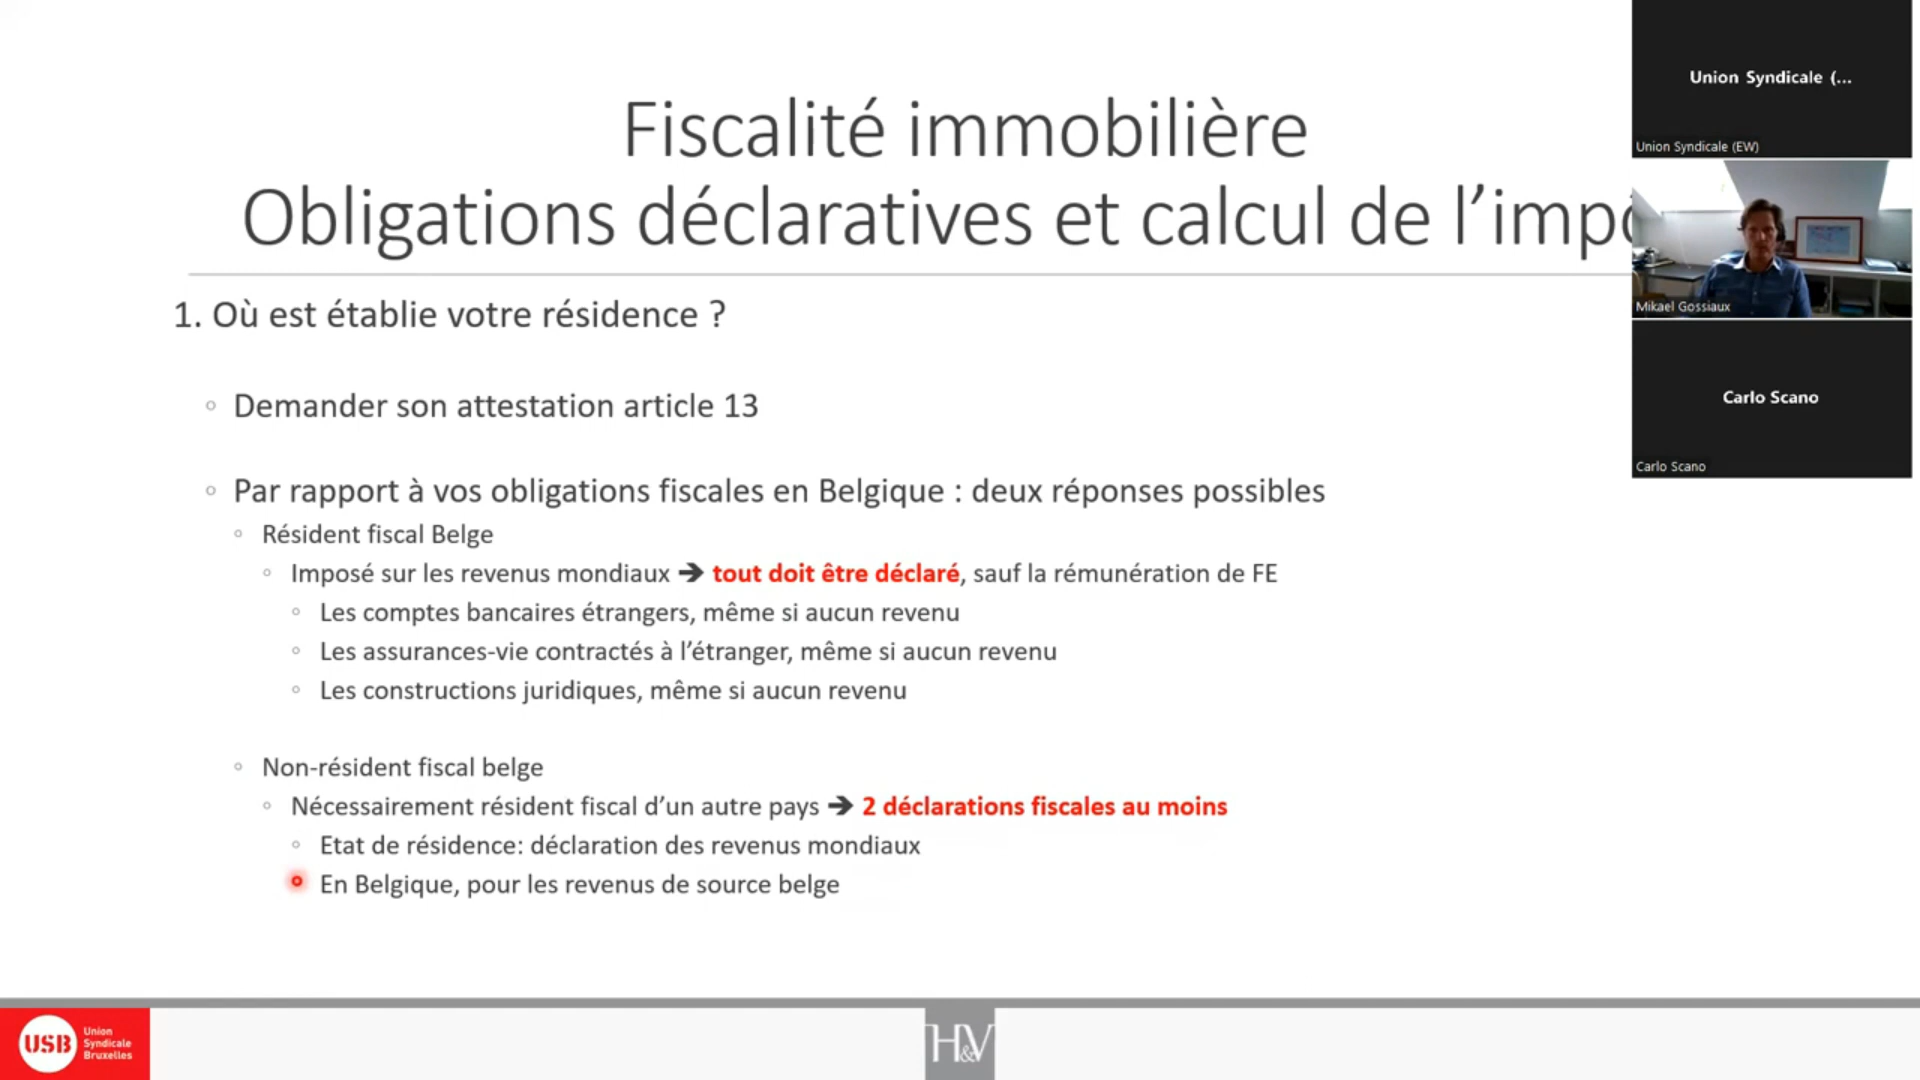 Fiscalité immobilière
Obligations déclaratives et calcul de l'imp
1. Où est établie votre résidence ?
Demander son attestation article 13
Par rapport à vos obligations fiscales en Belgique : deux réponses possibles
Résident fiscal Belge
Imposé sur les revenus mondiaux ➔ tout doit être déclaré, sauf la rémunération de FE
Les comptes bancaires étrangers, même si aucun revenu
Les assurances-vie contractés à l'étranger, même si aucun revenu
Les constructions juridiques, même si aucun revenu
Non-résident fiscal belge
Nécessairement résident fiscal d'un autre pays ➔ 2 déclarations fiscales au moins
Etat de résidence: déclaration des revenus mondiaux
En Belgique, pour les revenus de source belge
Union Syndicale (...
Union Syndicale (EW)
Mikael Gossiaux
Carlo Scano
Carlo Scano
USB
Union
Syndicale
Bruxelles
H&V